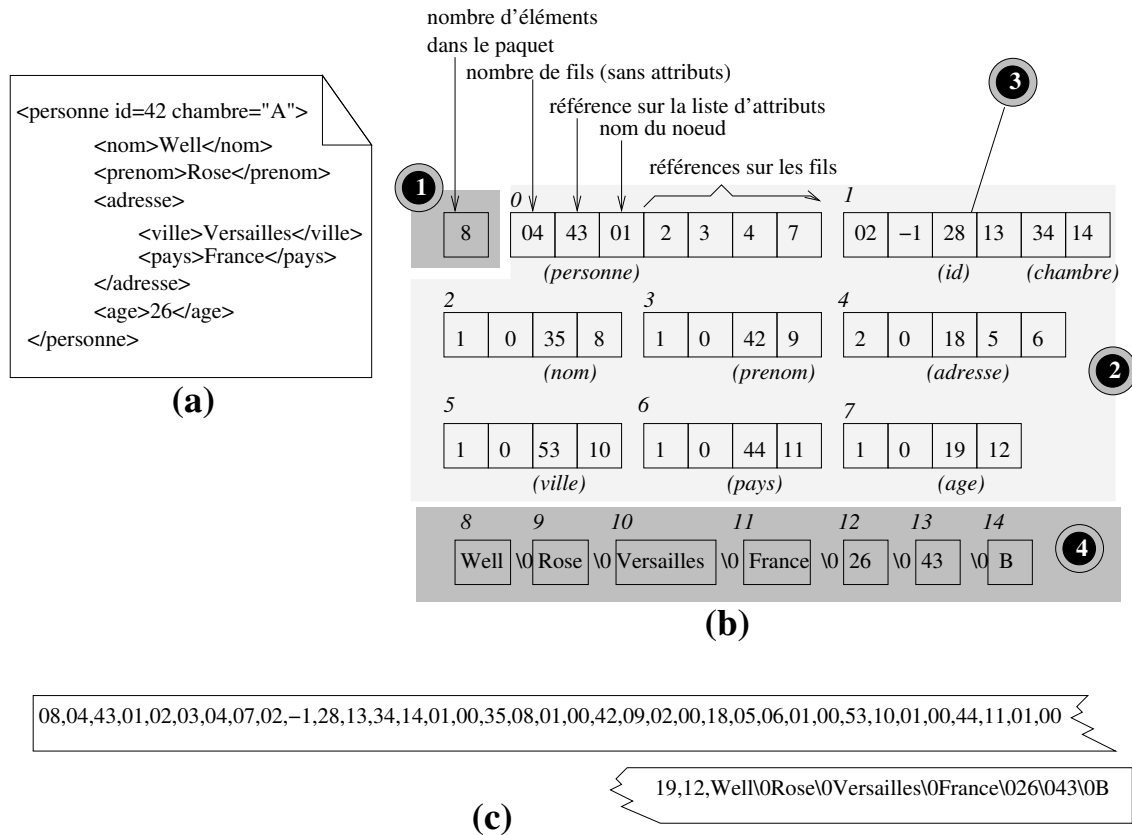 nombre d'éléments
dans le paquet
nombre de fils (sans attributs)
référence sur la liste d'attributs
nom du noeud
références sur les fils
3
<personne id=42 chambre="A">
<nom>Well</nom>
<prenom>Rose</prenom>
<adresse>
<ville>Versailles</ville>
<pays>France</pays>
</adresse>
<age>26</age>
</personne>
(a)
1
0 1
8 04 43 01 2 3 4 7 02 −1 28 13 34 14
(personne) (id) (chambre)
2 3 4
1 0 35 8 1 0 42 9 2 0 18 5 6
(nom) (prenom) (adresse)
2
5 6 7
1 0 53 10 1 0 44 11 1 0 19 12
(ville) (pays) (age)
8 9 10 11 12 13 14
Well \0 Rose \0 Versailles \0 France \0 26 \0 43 \0 B
4
(b)
08,04,43,01,02,03,04,07,02,−1,28,13,34,14,01,00,35,08,01,00,42,09,02,00,18,05,06,01,00,53,10,01,00,44,11,01,00
19,12,Well\0Rose\0Versailles\0France\026\043\0B
(c)